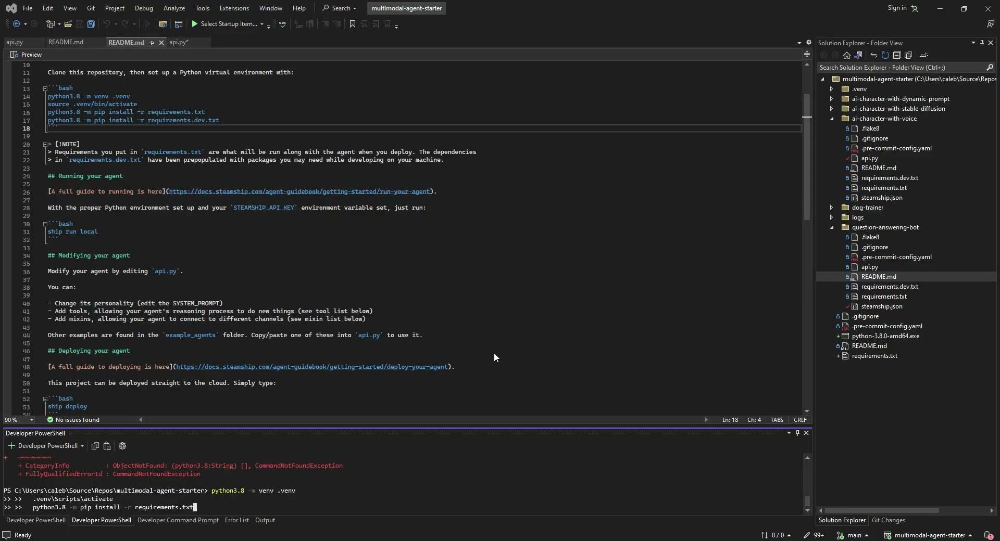 File Edit View Git Project Debug Analyze Tools Extensions Window Help Search multimodal-agent-starter Sign in
Select Startup Item... abc
api.py README.md README.md api.py*
Preview
10
11 Clone this repository, then set up a Python virtual environment with:
12
13 ```bash
14 python3.8 -m venv .venv
15 source .venv/bin/activate
16 python3.8 -m pip install -r requirements.txt
17 python3.8 -m pip install -r requirements.dev.txt
18 ```
19
20 > [!NOTE]
21 > Requirements you put in `requirements.txt` are what will be run along with the agent when you deploy. The dependencies
22 > in `requirements.dev.txt` have been prepopulated with packages you may need while developing on your machine.
23
24 ## Running your agent
25
26 [A full guide to running is here](https://docs.steamship.com/agent-guidebook/getting-started/run-your-agent).
27
28 With the proper Python environment set up and your `STEAMSHIP_API_KEY` environment variable set, just run:
29
30 ```bash
31 ship run local
32 ```
33
34 ## Modifying your agent
35
36 Modify your agent by editing `api.py`.
37
38 You can:
39
40 - Change its personality (edit the SYSTEM_PROMPT)
41 - Add tools, allowing your agent's reasoning process to do new things (see tool list below)
42 - Add mixins, allowing your agent to connect to different channels (see mixin list below)
43
44 Other examples are found in the `example_agents` folder. Copy/paste one of these into `api.py` to use it.
45
46 ## Deploying your agent
47
48 [A full guide to deploying is here](https://docs.steamship.com/agent-guidebook/getting-started/deploy-your-agent).
49
50 This project can be deployed straight to the cloud. Simply type:
51
52 ```bash
53 ship deploy
54 ```
90 % No issues found Ln: 18 Ch: 4 TABS CRLF
Developer PowerShell
Developer PowerShell
+ ~~~~~~~~~
+ CategoryInfo : ObjectNotFound: (python3.8:String) [], CommandNotFoundException
+ FullyQualifiedErrorId : CommandNotFoundException
PS C:\Users\caleb\Source\Repos\multimodal-agent-starter> python3.8 -m venv .venv
>> >> .venv\Scripts\activate
>> >> python3.8 -m pip install -r requirements.txt
Developer PowerShell Developer PowerShell Developer Command Prompt Error List Output
Solution Explorer - Folder View
Search Solution Explorer - Folder View (Ctrl+;)
multimodal-agent-starter (C:\Users\caleb\Source\Repos
.venv
ai-character-with-dynamic-prompt
ai-character-with-stable-diffusion
ai-character-with-voice
.flake8
.gitignore
.pre-commit-config.yaml
api.py
README.md
requirements.dev.txt
requirements.txt
steamship.json
dog-trainer
logs
question-answering-bot
.flake8
.gitignore
.pre-commit-config.yaml
api.py
README.md
requirements.dev.txt
requirements.txt
steamship.json
.gitignore
.pre-commit-config.yaml
python-3.8.0-amd64.exe
README.md
requirements.txt
Solution Explorer Git Changes
Ready 0 / 0 99+ main multimodal-agent-starter 1